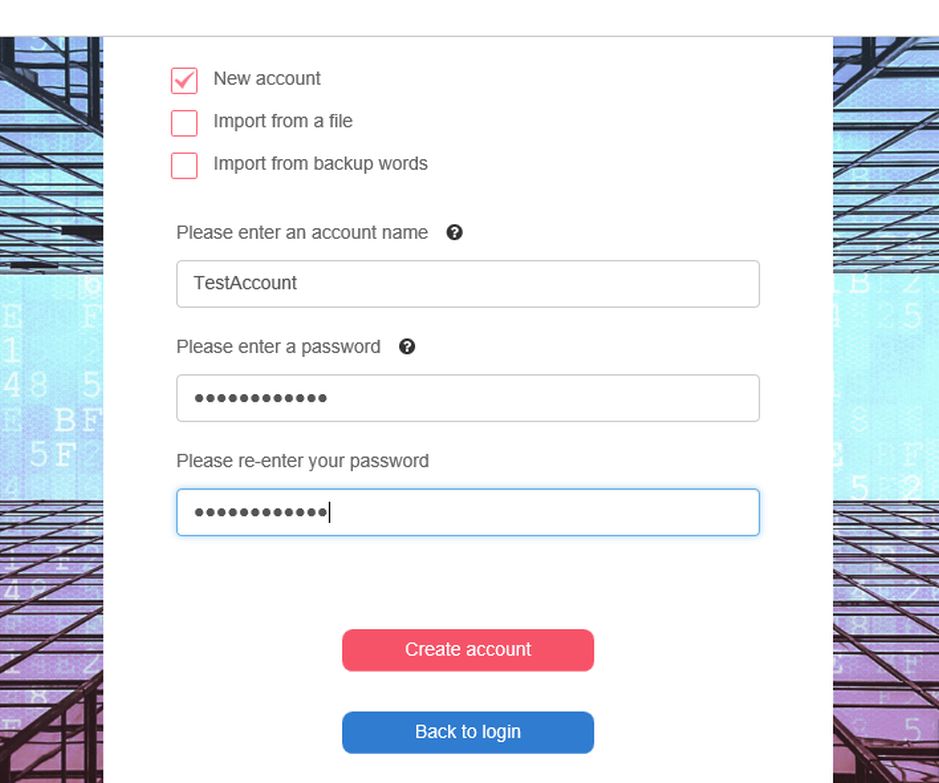 New account
Import from a file
Import from backup words
Please enter an account name
TestAccount
Please enter a password
••••••••••••
Please re-enter your password
••••••••••••
Create account
Back to login